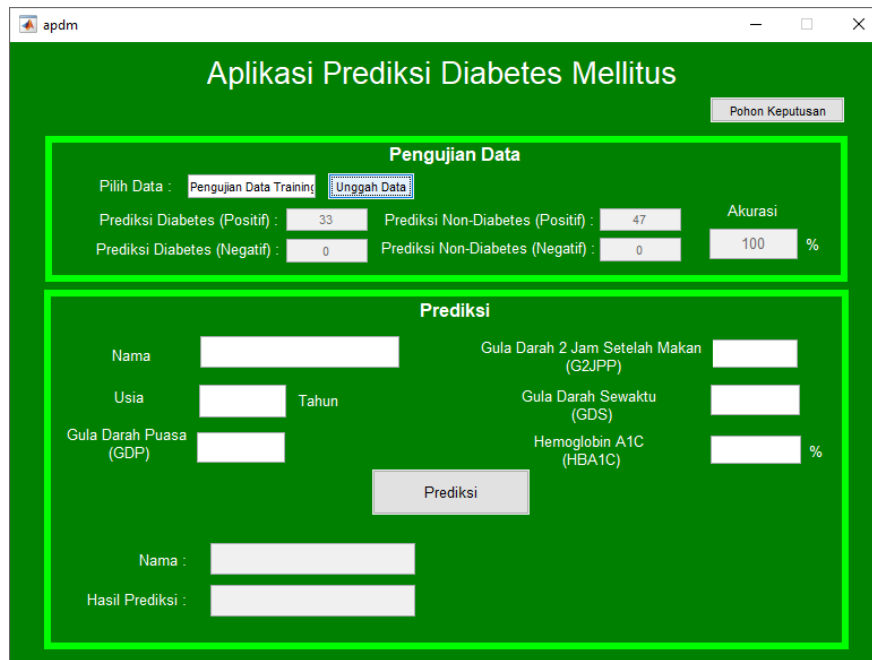 apdm
Aplikasi Prediksi Diabetes Mellitus
Pohon Keputusan
Pengujian Data
Pilih Data : Pengujian Data Training Unggah Data
Prediksi Diabetes (Positif) : 33 Prediksi Non-Diabetes (Positif) : 47 Akurasi
Prediksi Diabetes (Negatif) : 0 Prediksi Non-Diabetes (Negatif) : 0 100 %
Prediksi
Nama
Gula Darah 2 Jam Setelah Makan
(G2JPP)
Usia Tahun
Gula Darah Sewaktu
(GDS)
Gula Darah Puasa
(GDP)
Hemoglobin A1C
(HBA1C) %
Prediksi
Nama :
Hasil Prediksi :